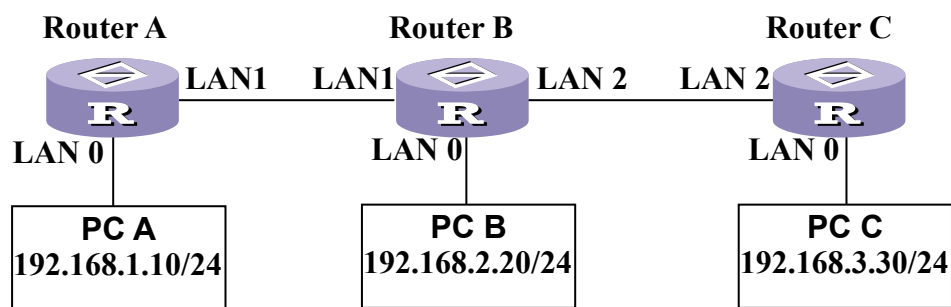 Router A
Router B
Router C
LAN1
LAN1
LAN 2
LAN 2
R
R
R
LAN 0
LAN 0
LAN 0
PC A
192.168.1.10/24
PC B
192.168.2.20/24
PC C
192.168.3.30/24